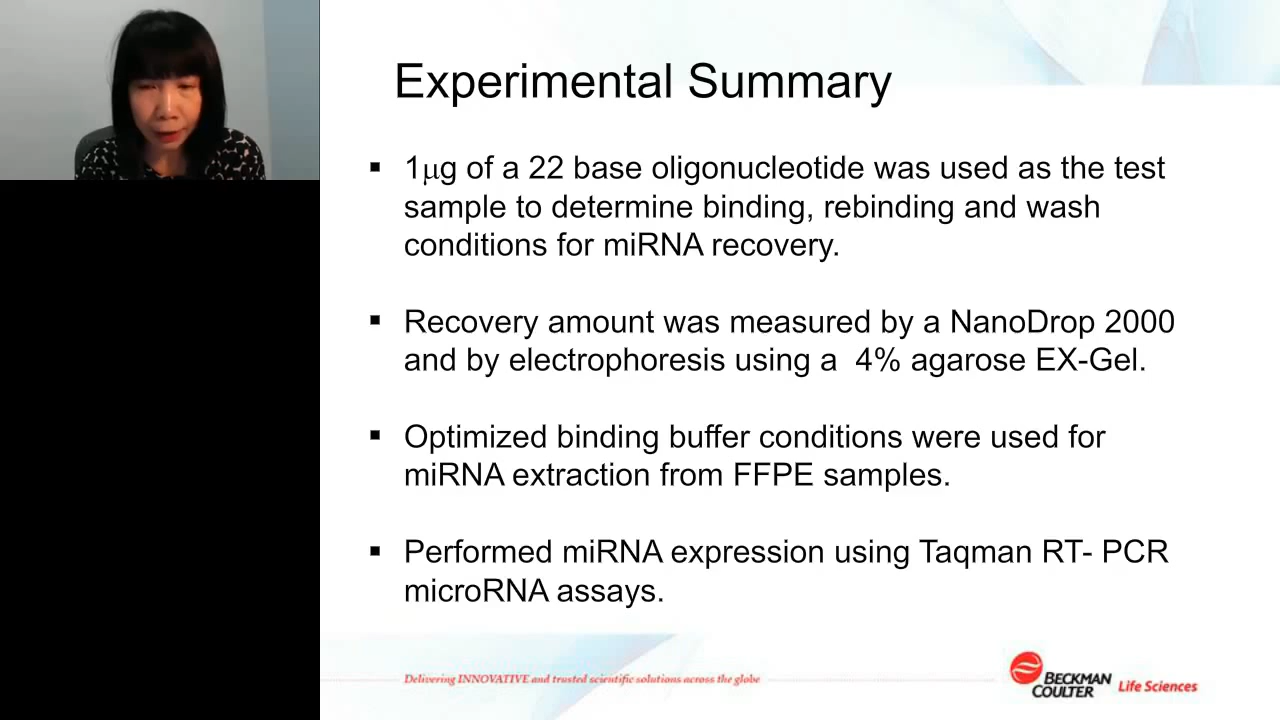 Experimental Summary
▪ 1μg of a 22 base oligonucleotide was used as the test
sample to determine binding, rebinding and wash
conditions for miRNA recovery.
▪ Recovery amount was measured by a NanoDrop 2000
and by electrophoresis using a  4% agarose EX-Gel.
▪ Optimized binding buffer conditions were used for
miRNA extraction from FFPE samples.
▪ Performed miRNA expression using Taqman RT- PCR
microRNA assays.
Delivering INNOVATIVE and trusted scientific solutions across the globe
BECKMAN
COULTER Life Sciences